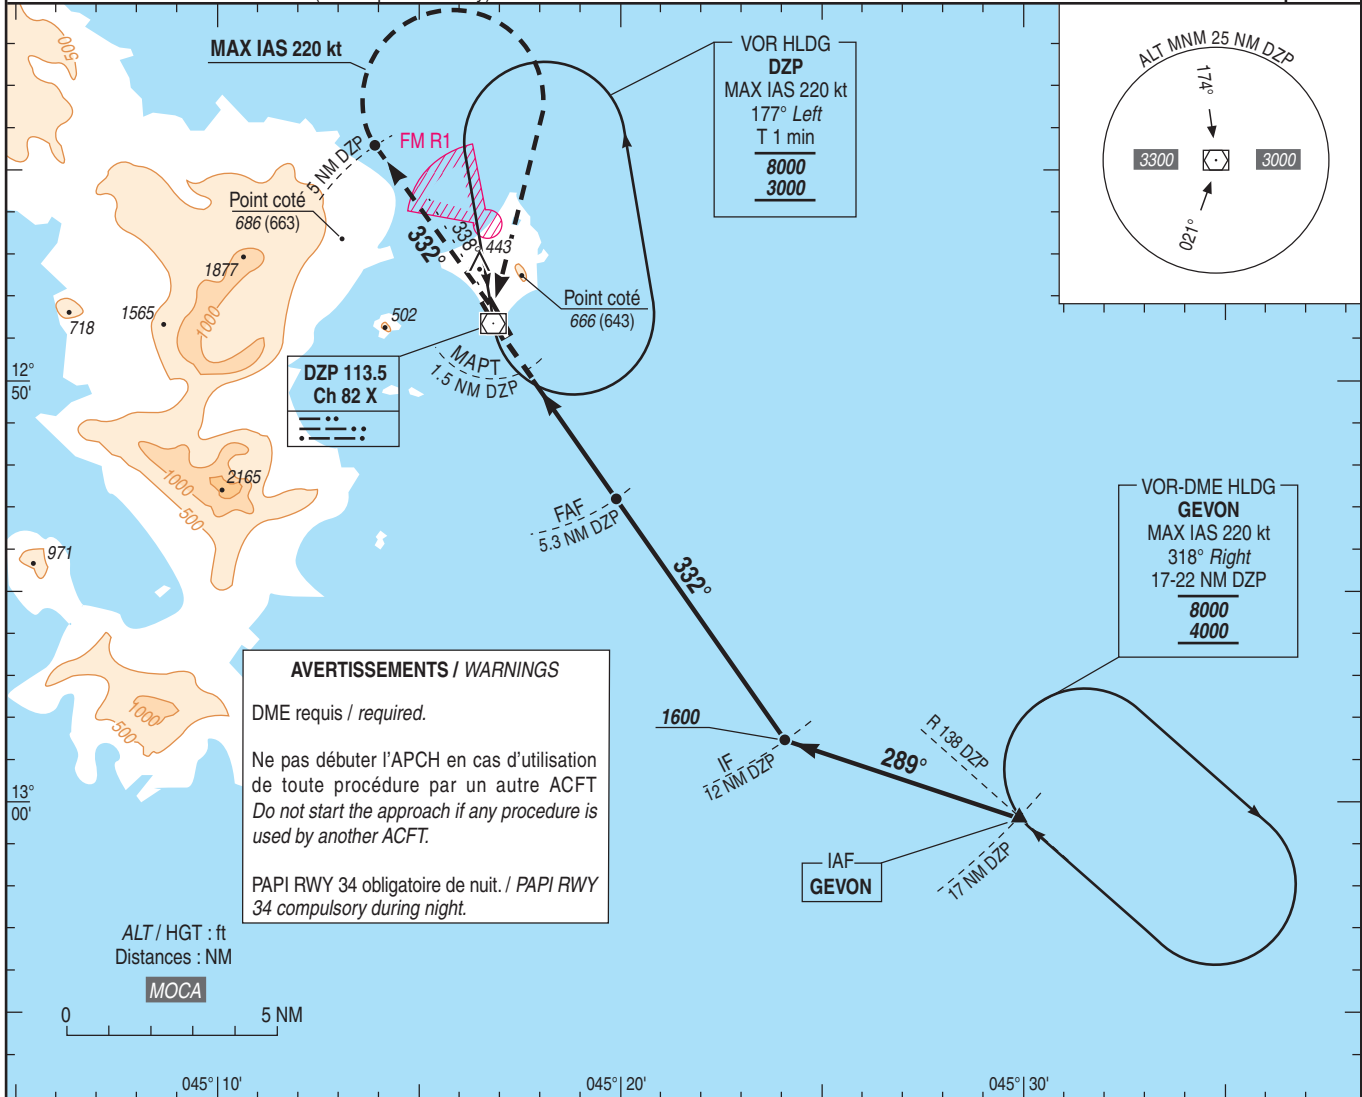 MAX IAS 220 kt
500
FM R1
5 NM DZP
Point coté
686 (663)
1877
1565
1000
718
502
332°
338°
443
Point coté
666 (643)
VOR HLDG
DZP
MAX IAS 220 kt
177° Left
T 1 min
8000
3000
ALT MNM 25 NM DZP
174°
3300
3000
021°
12°
50'
DZP 113.5
Ch 82 X
MAPT
1.5 NM DZP
1000
2165
500
971
FAF
5.3 NM DZP
332°
VOR-DME HLDG
GEVON
MAX IAS 220 kt
318° Right
17-22 NM DZP
8000
4000
1000
500
AVERTISSEMENTS / WARNINGS
DME requis / required.
Ne pas débuter l'APCH en cas d'utilisation
de toute procédure par un autre ACFT
Do not start the approach if any procedure is
used by another ACFT.
PAPI RWY 34 obligatoire de nuit. / PAPI RWY
34 compulsory during night.
1600
IF
12 NM DZP
289°
R 138 DZP
17 NM DZP
IAF
GEVON
13°
00'
ALT / HGT : ft
Distances : NM
MOCA
0 5 NM
045° 10'
045° 20'
045° 30'